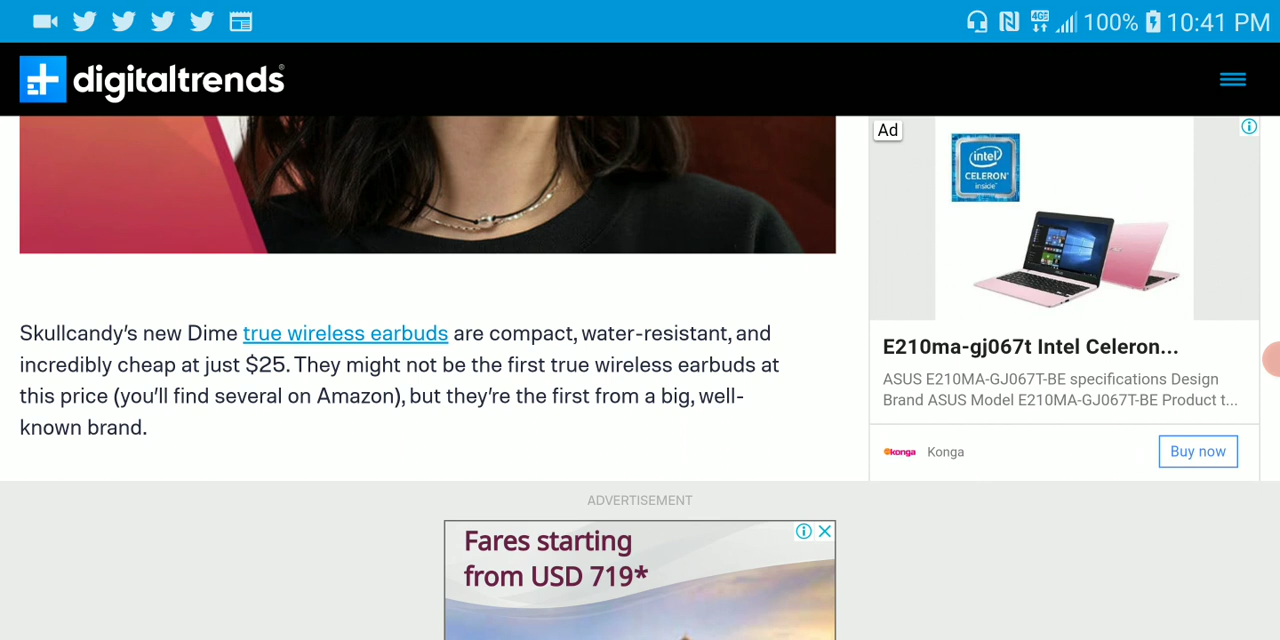 4GE 100% 10:41 PM
digitaltrends
Ad
intel
CELERON®
inside™
Skullcandy's new Dime true wireless earbuds are compact, water-resistant, and
incredibly cheap at just $25. They might not be the first true wireless earbuds at
this price (you'll find several on Amazon), but they're the first from a big, well-
known brand.
E210ma-gj067t Intel Celeron...
ASUS E210MA-GJ067T-BE specifications Design
Brand ASUS Model E210MA-GJ067T-BE Product t...
konga Konga
Buy now
ADVERTISEMENT
Fares starting
from USD 719*